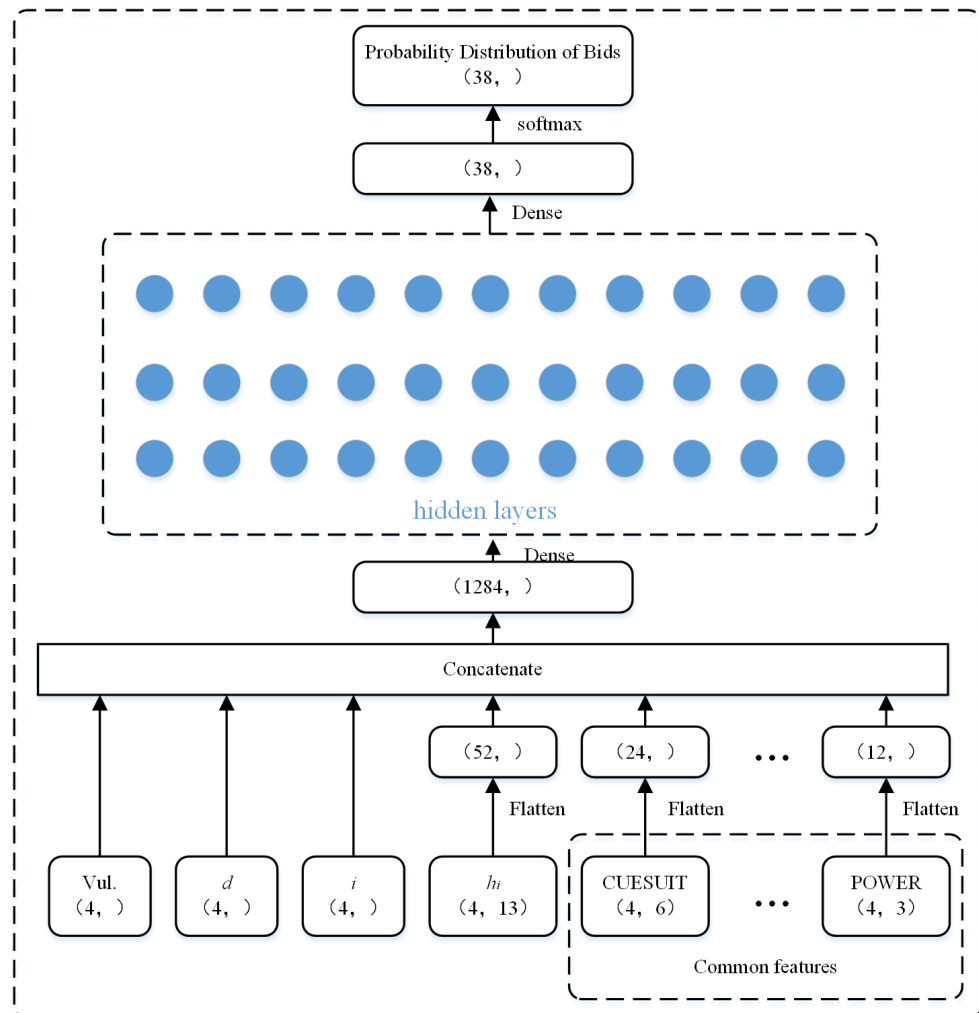 Probability Distribution of Bids
（38，）
softmax
（38，）
Dense
hidden layers
Dense
（1284，）
Concatenate
（52，）
（24，）
...
（12，）
Flatten
Flatten
Flatten
Vul.
（4，）
d
（4，）
i
（4，）
hi
（4，13）
CUESUIT
（4，6）
...
POWER
（4，3）
Common features